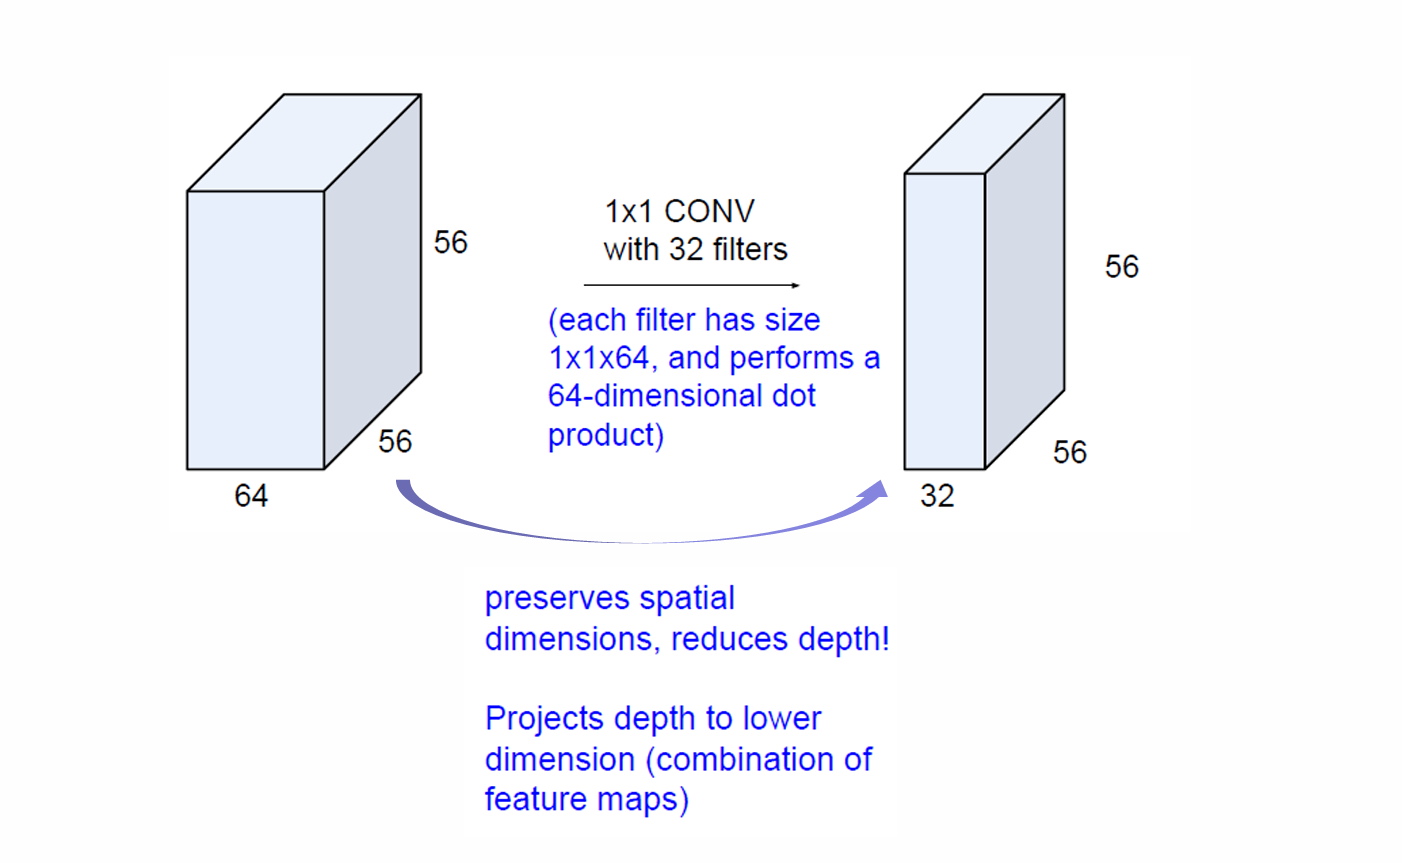 56
56
64
1x1 CONV
with 32 filters
(each filter has size
1x1x64, and performs a
64-dimensional dot
product)
56
56
32
preserves spatial
dimensions, reduces depth!
Projects depth to lower
dimension (combination of
feature maps)